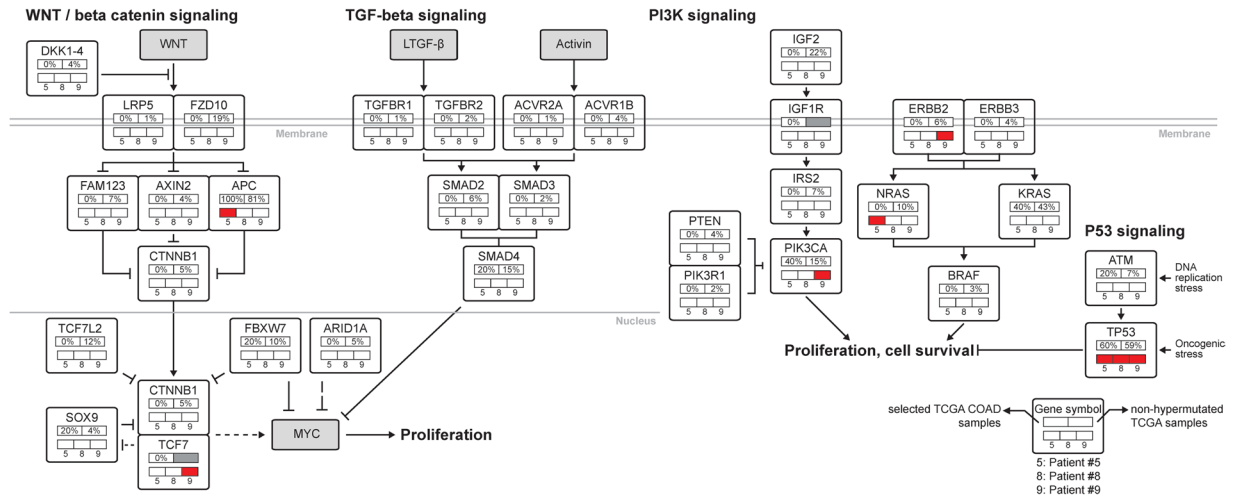 WNT / beta catenin signaling
TGF-beta signaling
PI3K signaling
DKK1-4
0% 4%
5 8 9
WNT
LTGF-β
Activin
IGF2
0% 22%
5 8 9
LRP5
0% 1%
5 8 9
FZD10
0% 19%
5 8 9
Membrane
TGFBR1
0% 1%
5 8 9
TGFBR2
0% 2%
5 8 9
ACVR2A
0% 1%
5 8 9
ACVR1B
0% 4%
5 8 9
IGF1R
0%
5 8 9
ERBB2
0% 6%
5 8 9
ERBB3
0% 4%
5 8 9
Membrane
FAM123
0% 7%
5 8 9
AXIN2
0% 4%
5 8 9
APC
100% 81%
5 8 9
SMAD2
0% 6%
5 8 9
SMAD3
0% 2%
5 8 9
IRS2
0% 7%
5 8 9
NRAS
0% 10%
5 8 9
KRAS
40% 43%
5 8 9
PTEN
0% 4%
5 8 9
P53 signaling
CTNNB1
0% 5%
5 8 9
SMAD4
20% 15%
5 8 9
PIK3R1
0% 2%
5 8 9
PIK3CA
40% 15%
5 8 9
BRAF
0% 3%
5 8 9
ATM
20% 7%
5 8 9
DNA
replication
stress
Nucleus
TCF7L2
0% 12%
5 8 9
FBXW7
20% 10%
5 8 9
ARID1A
0% 5%
5 8 9
Proliferation, cell survival
TP53
60% 59%
5 8 9
Oncogenic
stress
CTNNB1
0% 5%
5 8 9
SOX9
20% 4%
5 8 9
TCF7
0%
5 8 9
MYC
Proliferation
selected TCGA COAD
samples
Gene symbol
5 8 9
non-hypermutated
TCGA samples
5: Patient #5
8: Patient #8
9: Patient #9